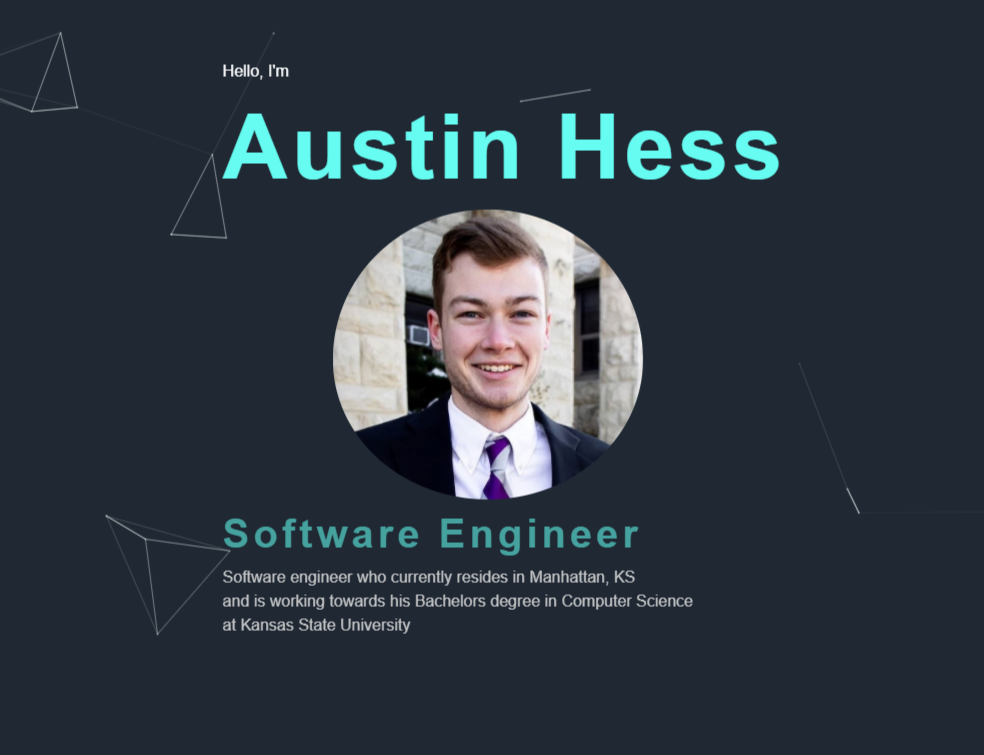 Hello, I'm
Austin Hess
Software Engineer
Software engineer who currently resides in Manhattan, KS
and is working towards his Bachelors degree in Computer Science
at Kansas State University